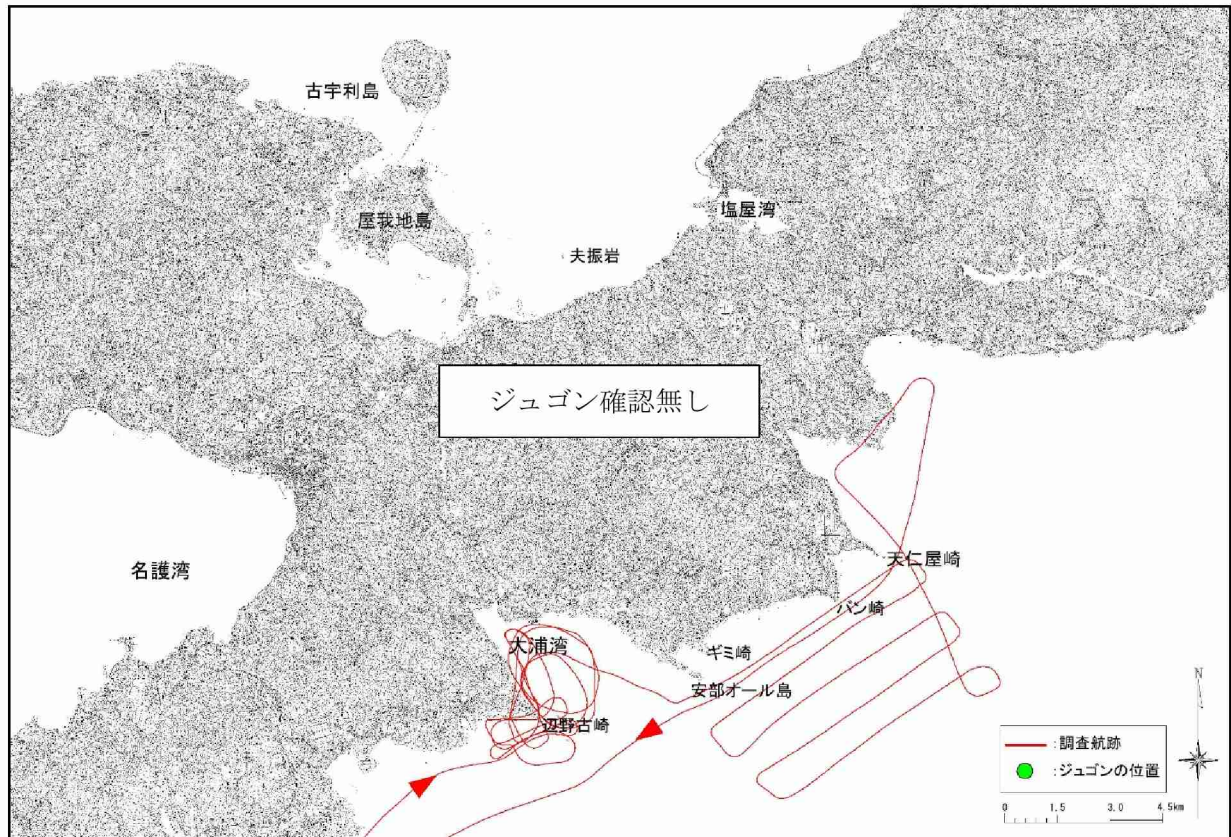 古宇利島
屋我地島
塩屋湾
夫振岩
ジュゴン確認無し
名護湾
天仁屋崎
バン崎
大浦湾
ギミ崎
安部オール島
辺野古崎
N
:調査航跡
:ジュゴンの位置
0 1.5 3.0 4.5km